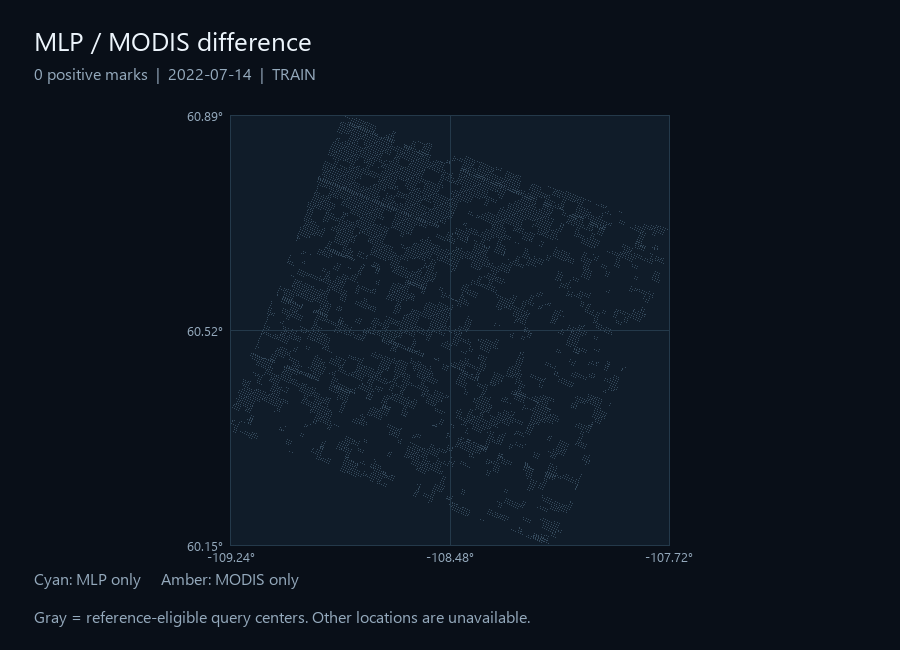 MLP / MODIS difference
0 positive marks | 2022-07-14 | TRAIN
60.89°
60.52°
60.15°
-109.24° -108.48° -107.72°
Cyan: MLP only Amber: MODIS only
Gray = reference-eligible query centers. Other locations are unavailable.